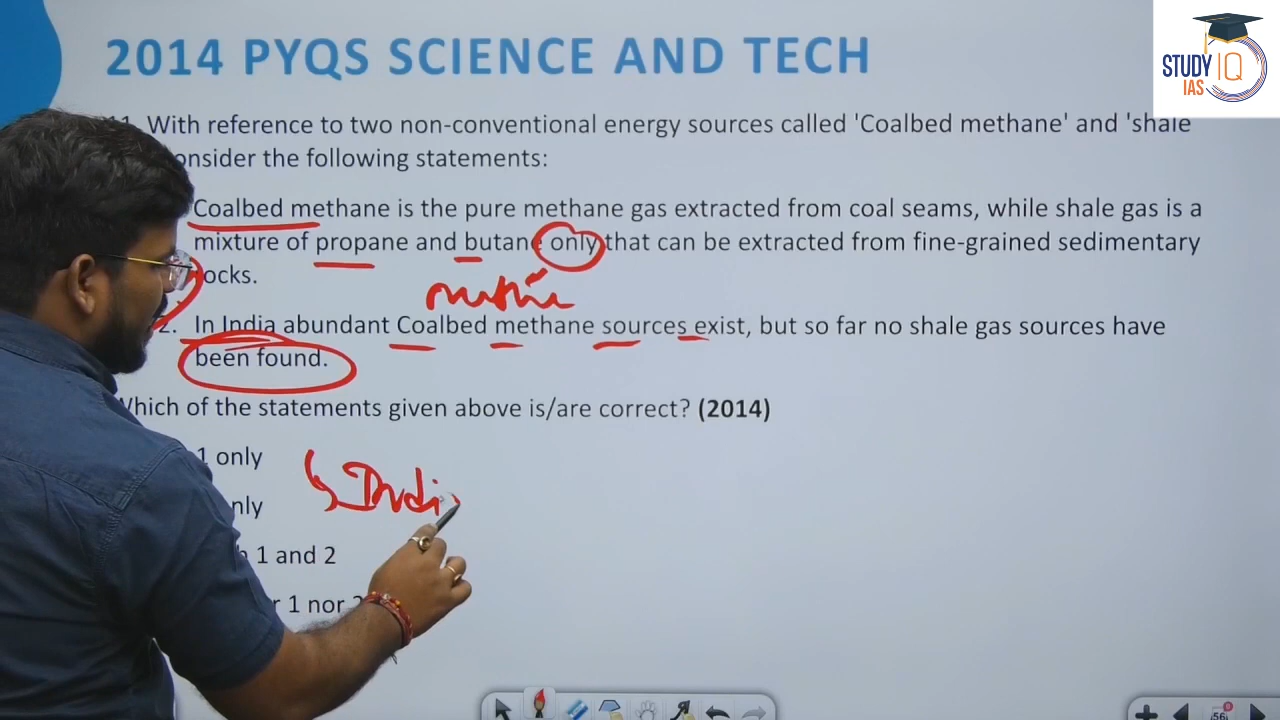 2014 PYQS SCIENCE AND TECH
STUDY IQ
IAS
11. With reference to two non-conventional energy sources called 'Coalbed methane' and 'shale
onsider the following statements:
Coalbed methane is the pure methane gas extracted from coal seams, while shale gas is a
mixture of propane and butane only that can be extracted from fine-grained sedimentary
ocks.
2. In India abundant Coalbed methane sources exist, but so far no shale gas sources have
been found.
Which of the statements given above is/are correct? (2014)
1 only
nly
1 and 2
r 1 nor 2
Indi
56